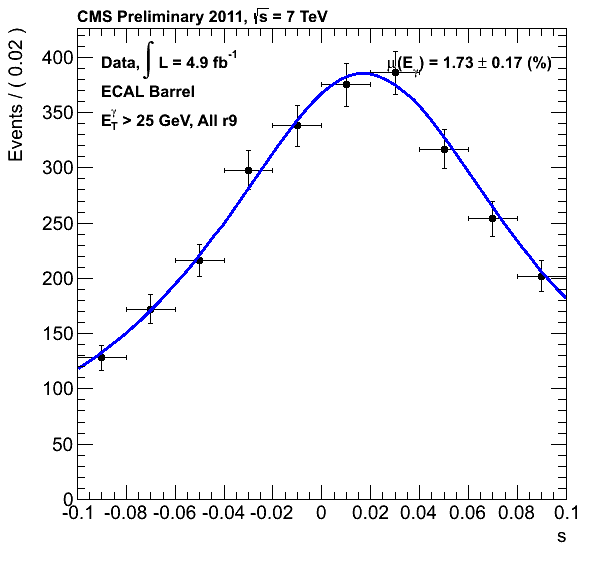 CMS Preliminary 2011, √s = 7 TeV
Data, ∫ L = 4.9 fb⁻¹
μ(E_γ) = 1.73 ± 0.17 (%)
ECAL Barrel
E_T^γ > 25 GeV, All r9
Events / ( 0.02 )
400
350
300
250
200
150
100
50
0
-0.1 -0.08 -0.06 -0.04 -0.02 0 0.02 0.04 0.06 0.08 0.1
s